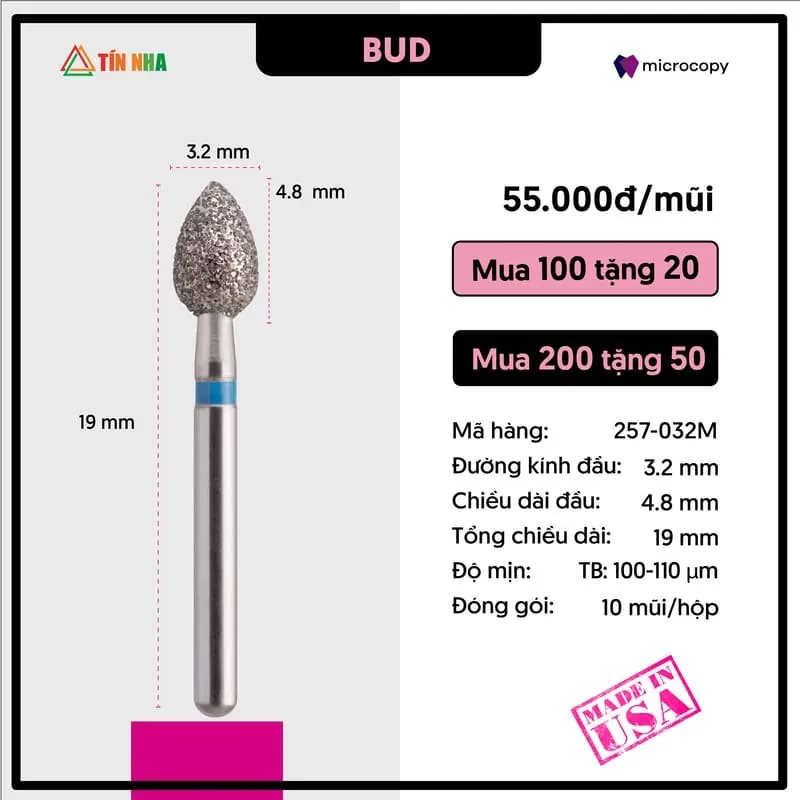 TÍN NHA
BUD
microcopy
3.2 mm
4.8 mm
19 mm
55.000đ/mũi
Mua 100 tặng 20
Mua 200 tặng 50
Mã hàng: 257-032M
Đường kính đầu: 3.2 mm
Chiều dài đầu: 4.8 mm
Tổng chiều dài: 19 mm
Độ mịn: TB: 100-110 µm
Đóng gói: 10 mũi/hộp
MADE IN
USA